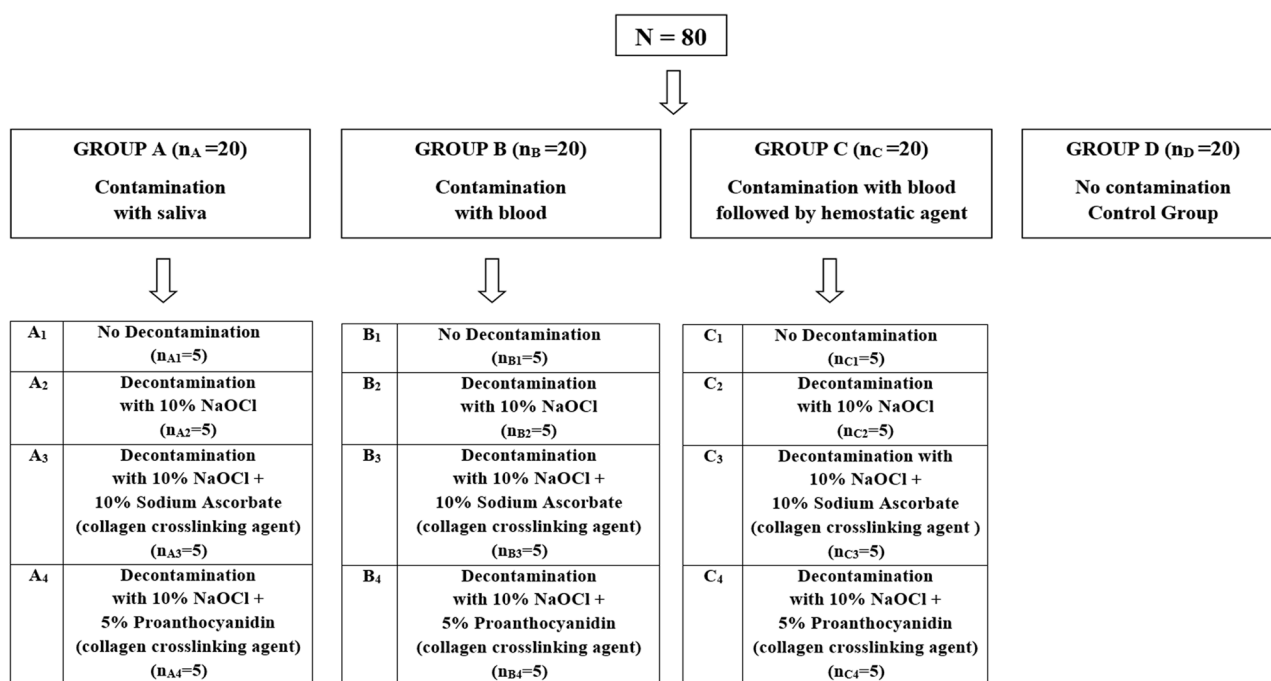 N = 80
GROUP A (nA =20)
Contamination
with saliva
GROUP B (nB =20)
Contamination
with blood
GROUP C (nC =20)
Contamination with blood
followed by hemostatic agent
GROUP D (nD =20)
No contamination
Control Group
A1
No Decontamination
(nA1=5)
A2
Decontamination
with 10% NaOCl
(nA2=5)
A3
Decontamination
with 10% NaOCl +
10% Sodium Ascorbate
(collagen crosslinking agent)
(nA3=5)
A4
Decontamination
with 10% NaOCl +
5% Proanthocyanidin
(collagen crosslinking agent)
(nA4=5)
B1
No Decontamination
(nB1=5)
B2
Decontamination
with 10% NaOCl
(nB2=5)
B3
Decontamination
with 10% NaOCl +
10% Sodium Ascorbate
(collagen crosslinking agent)
(nB3=5)
B4
Decontamination
with 10% NaOCl +
5% Proanthocyanidin
(collagen crosslinking agent)
(nB4=5)
C1
No Decontamination
(nC1=5)
C2
Decontamination
with 10% NaOCl
(nC2=5)
C3
Decontamination with
10% NaOCl +
10% Sodium Ascorbate
(collagen crosslinking agent )
(nC3=5)
C4
Decontamination
with 10% NaOCl +
5% Proanthocyanidin
(collagen crosslinking agent)
(nC4=5)